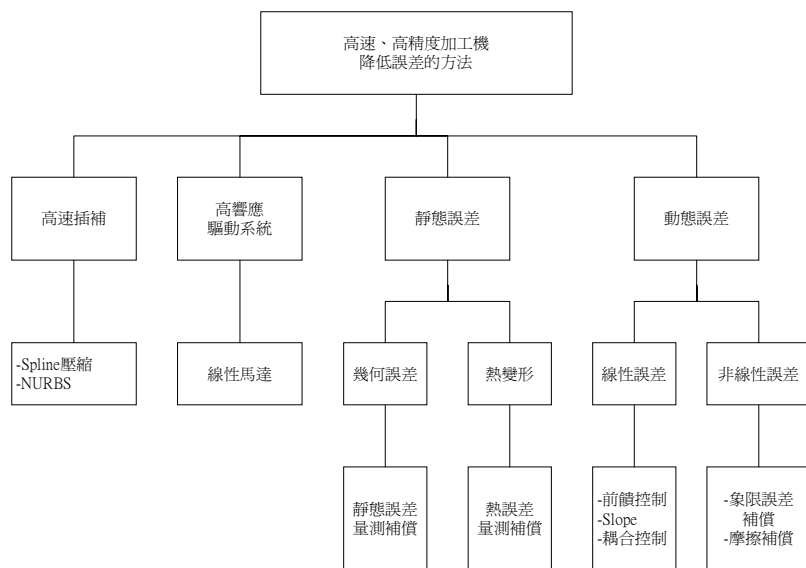 高速、高精度加工機
降低誤差的方法
高速插補
高響應
驅動系統
靜態誤差
動態誤差
-Spline壓縮
-NURBS
線性馬達
幾何誤差
熱變形
線性誤差
非線性誤差
靜態誤差
量測補償
熱誤差
量測補償
-前饋控制
-Slope
-耦合控制
-象限誤差
補償
-摩擦補償